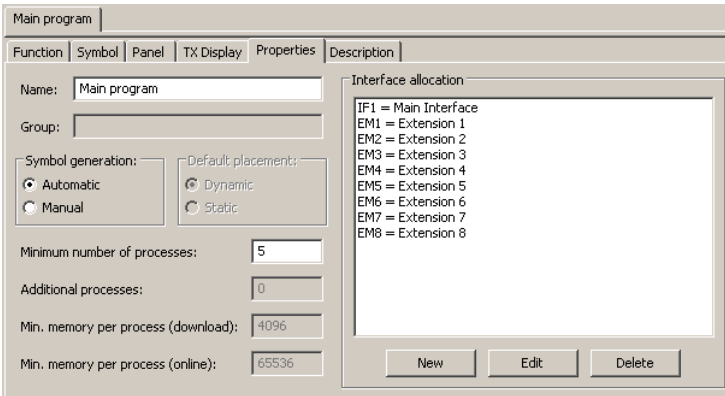 Main program
Function Symbol Panel TX Display Properties Description
Name: Main program
Group:
Symbol generation:
Automatic
Manual
Default placement:
Dynamic
Static
Minimum number of processes: 5
Additional processes: 0
Min. memory per process (download): 4096
Min. memory per process (online): 65536
Interface allocation
IF1 = Main Interface
EM1 = Extension 1
EM2 = Extension 2
EM3 = Extension 3
EM4 = Extension 4
EM5 = Extension 5
EM6 = Extension 6
EM7 = Extension 7
EM8 = Extension 8
New Edit Delete